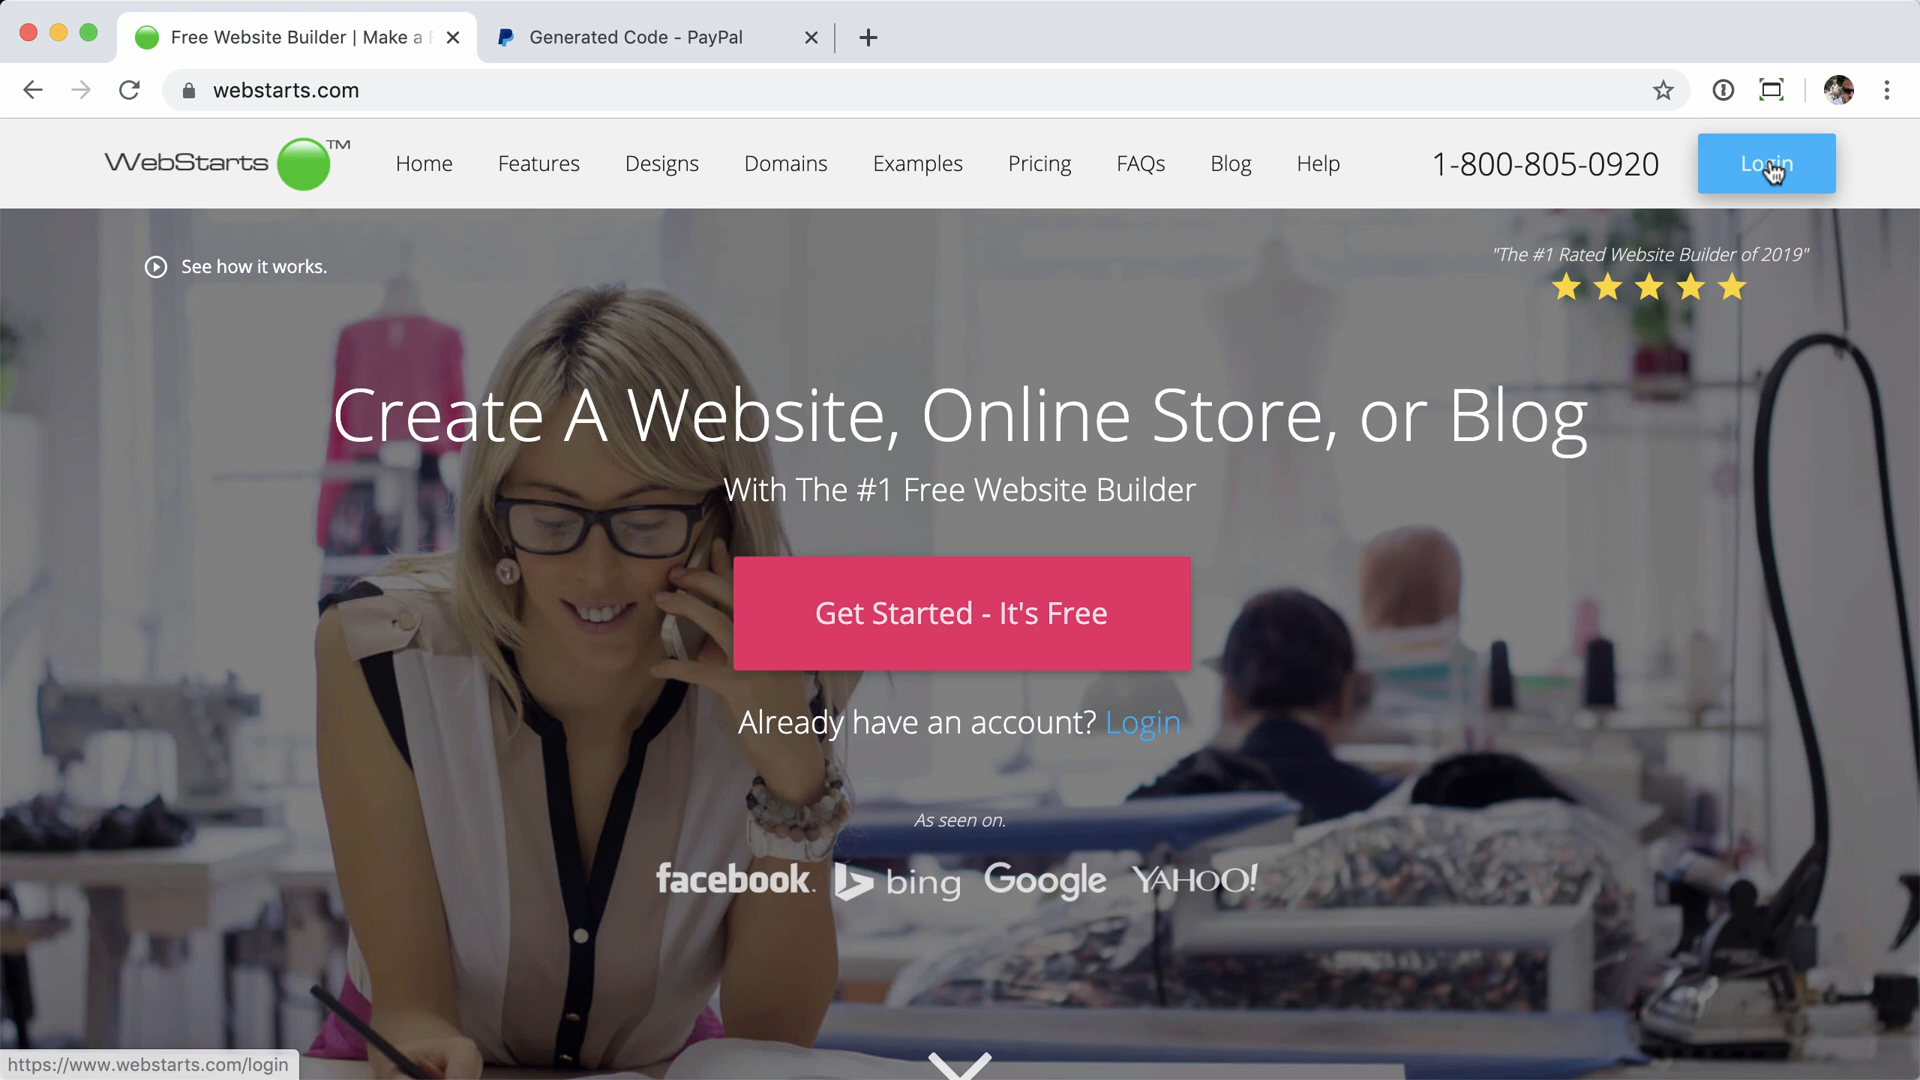 Free Website Builder | Make a F
Generated Code - PayPal
webstarts.com
WebStarts TM
Home
Features
Designs
Domains
Examples
Pricing
FAQs
Blog
Help
1-800-805-0920
Login
See how it works.
"The #1 Rated Website Builder of 2019"
Create A Website, Online Store, or Blog
With The #1 Free Website Builder
Get Started - It's Free
Already have an account? Login
As seen on.
facebook. bing Google YAHOO!
https://www.webstarts.com/login